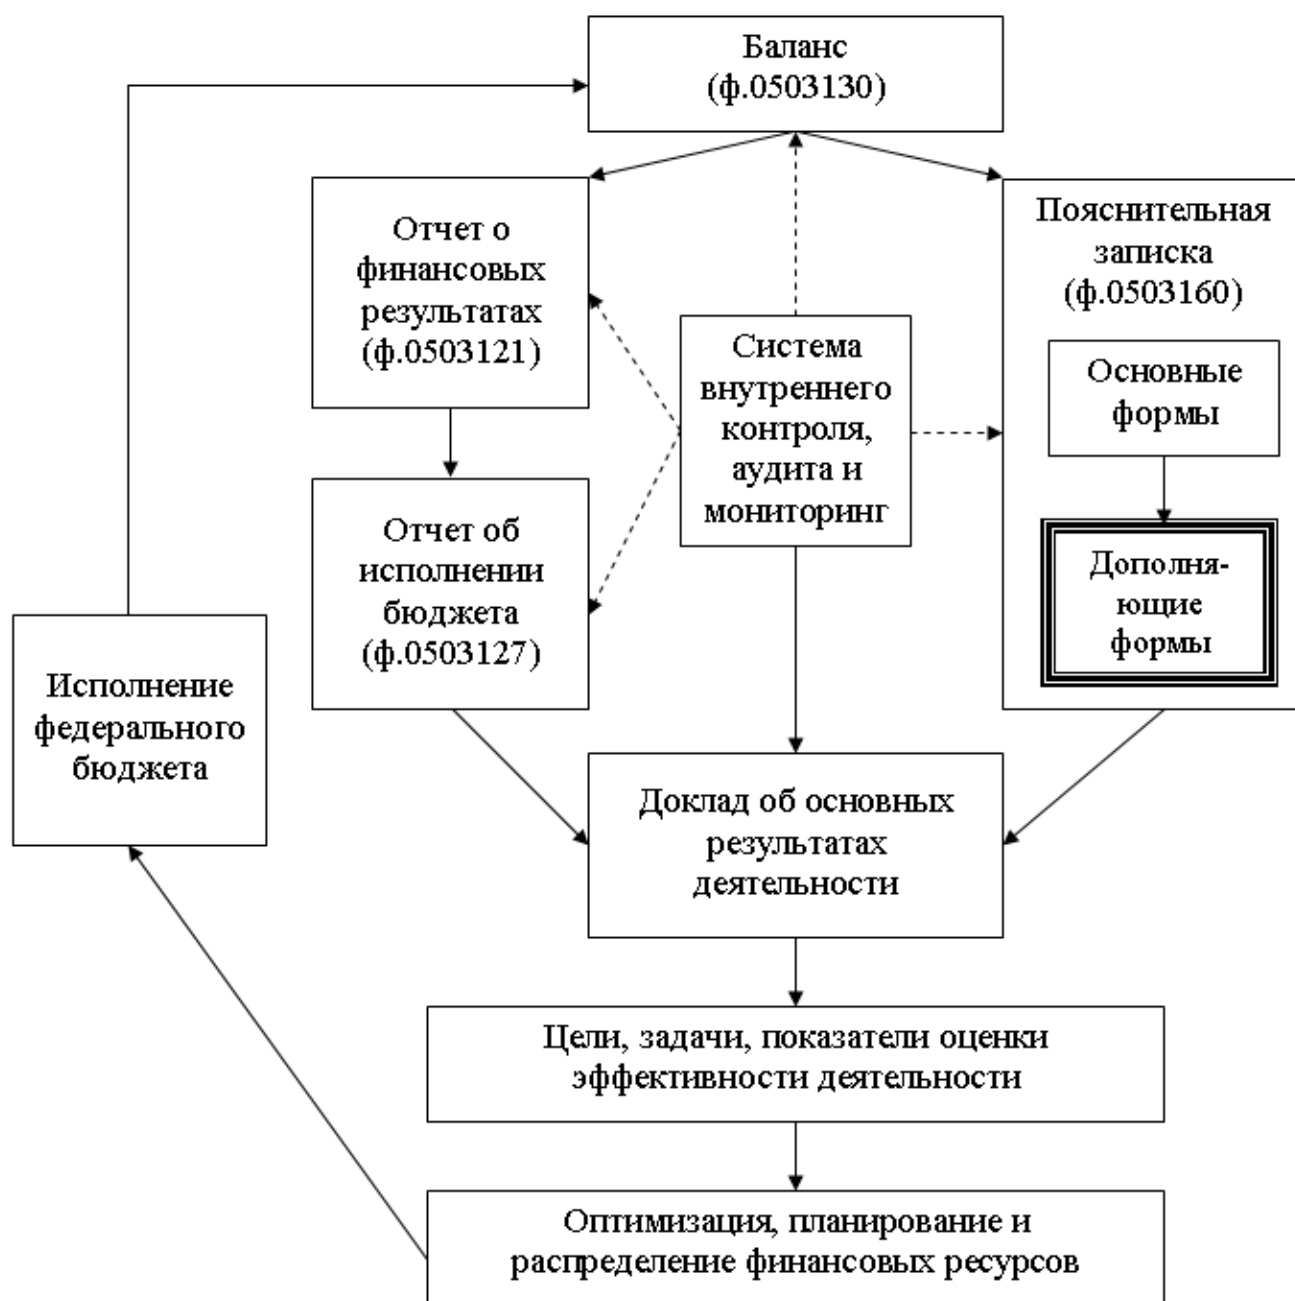 Баланс
(ф.0503130)
Отчет о
финансовых
результатах
(ф.0503121)
Пояснительная
записка
(ф.0503160)
Система
внутреннего
контроля,
аудита и
мониторинг
Основные
формы
Отчет об
исполнении
бюджета
(ф.0503127)
Дополня-
ющие
формы
Исполнение
федерального
бюджета
Доклад об основных
результатах
деятельности
Цели, задачи, показатели оценки
эффективности деятельности
Оптимизация, планирование и
распределение финансовых ресурсов